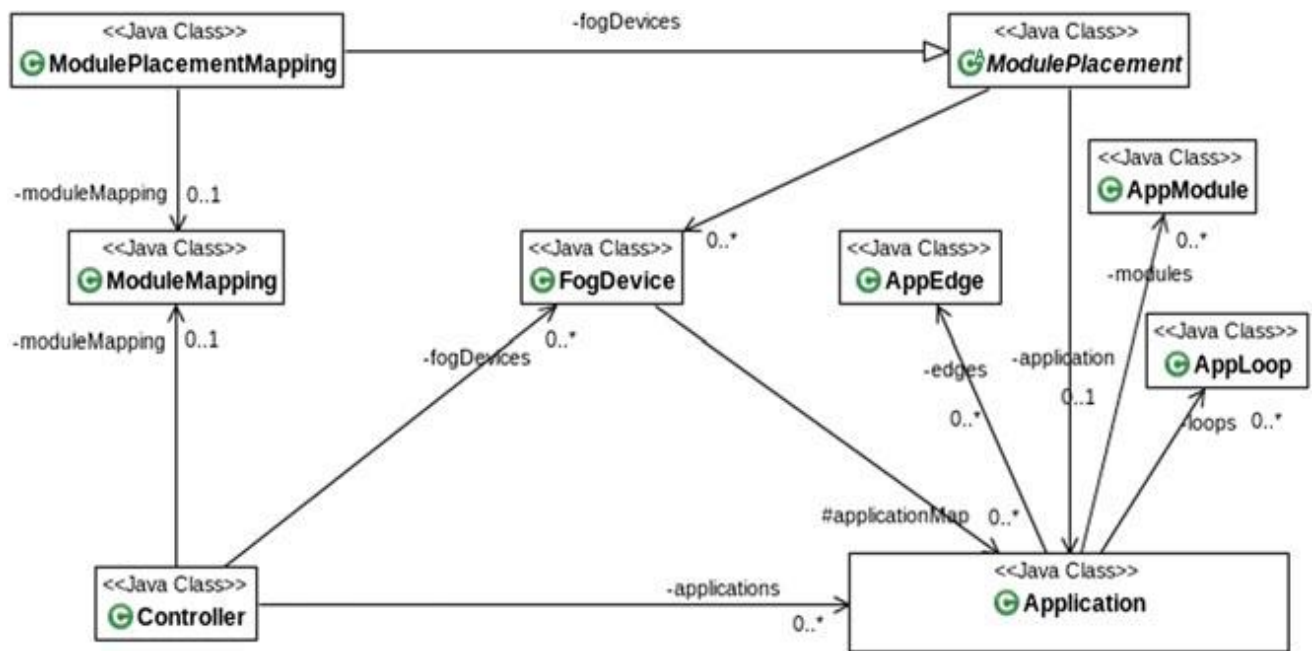 <<Java Class>>
ModulePlacementMapping
-fogDevices
<<Java Class>>
ModulePlacement
<<Java Class>>
AppModule
-moduleMapping
0..1
0..*
0..*
<<Java Class>>
ModuleMapping
<<Java Class>>
FogDevice
<<Java Class>>
AppEdge
-modules
<<Java Class>>
AppLoop
-moduleMapping
0..1
-fogDevices
0..*
-edges
0..*
-application
0..1
-loops
0..*
#applicationMap
0..*
<<Java Class>>
Controller
-applications
0..*
<<Java Class>>
Application